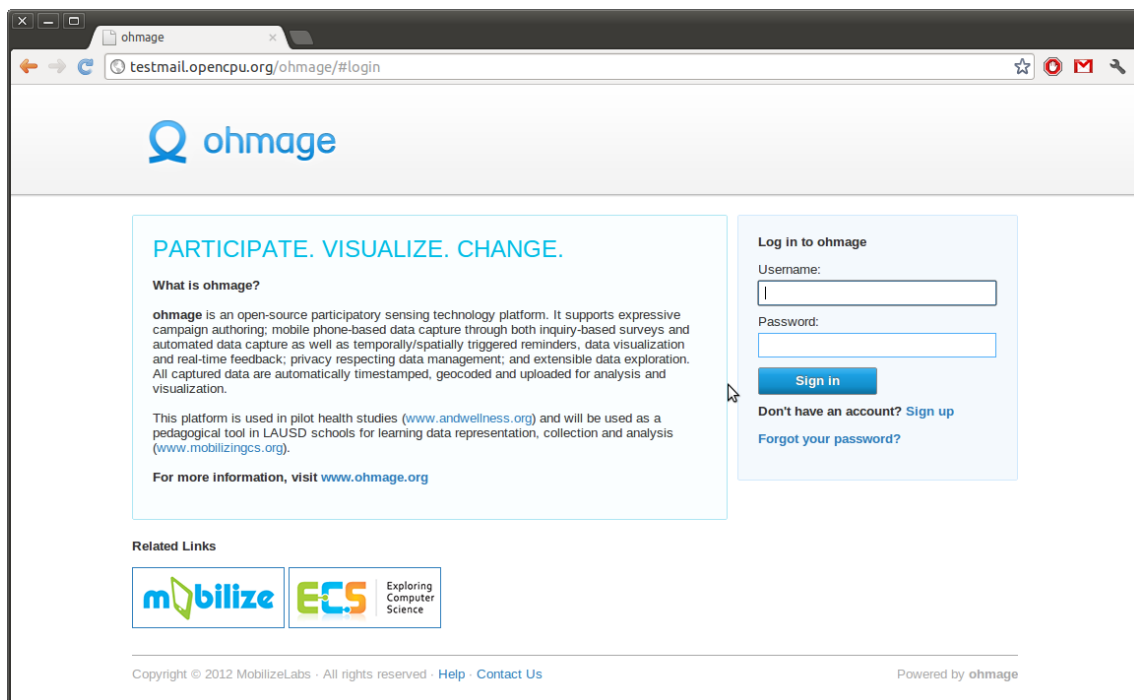 ohmage
testmail.opencpu.org/ohmage/#login
ohmage
PARTICIPATE. VISUALIZE. CHANGE.
What is ohmage?
ohmage is an open-source participatory sensing technology platform. It supports expressive
campaign authoring; mobile phone-based data capture through both inquiry-based surveys and
automated data capture as well as temporally/spatially triggered reminders, data visualization
and real-time feedback; privacy respecting data management; and extensible data exploration.
All captured data are automatically timestamped, geocoded and uploaded for analysis and
visualization.
This platform is used in pilot health studies (www.andwellness.org) and will be used as a
pedagogical tool in LAUSD schools for learning data representation, collection and analysis
(www.mobilizingcs.org).
For more information, visit www.ohmage.org
Log in to ohmage
Username:
Password:
Sign in
Don't have an account? Sign up
Forgot your password?
Related Links
mobilize
E.C.S
Exploring
Computer
Science
Copyright © 2012 MobilizeLabs · All rights reserved · Help · Contact Us
Powered by ohmage